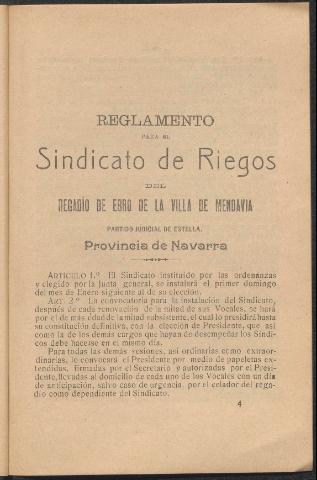 REGLAMENTO
PARA EL
Sindicato de Riegos
DEL
REGADÍO DE EBRO DE LA VILLA DE MENDAVIA
PARTIDO JUDICIAL DE ESTELLA.
Provincia de Navarra
ARTICULO 1.º El Sindicato instituído por las ordenanzas
y elegido por la junta general, se instalará el primer domingo
del mes de Enero siguiente al de su elección.
ART. 2.º La convocatoria para la instalación del Sindicato,
después de cada renovación de la mitad de sus Vocales, se hará
por el de más edad de la mitad subsistente, el cual lo presidirá hasta
su constitución definitiva, con la elección de Presidente, que así
como la de los demás cargos que hayan de desempeñar los Síndi-
cos debe hacerse en el mismo día.
Para todas las demás sesiones, así ordinarias como extraor-
dinarias, lo convocará el Presidente por medio de papeletas ex-
tendidas, firmadas por el Secretario y autorizadas por el Presi-
dente, llevadas al domicilio de cada uno de los Vocales con un día
de anticipación, salvo caso de urgencia, por el celador del rega-
dío como dependiente del Sindicato.
4